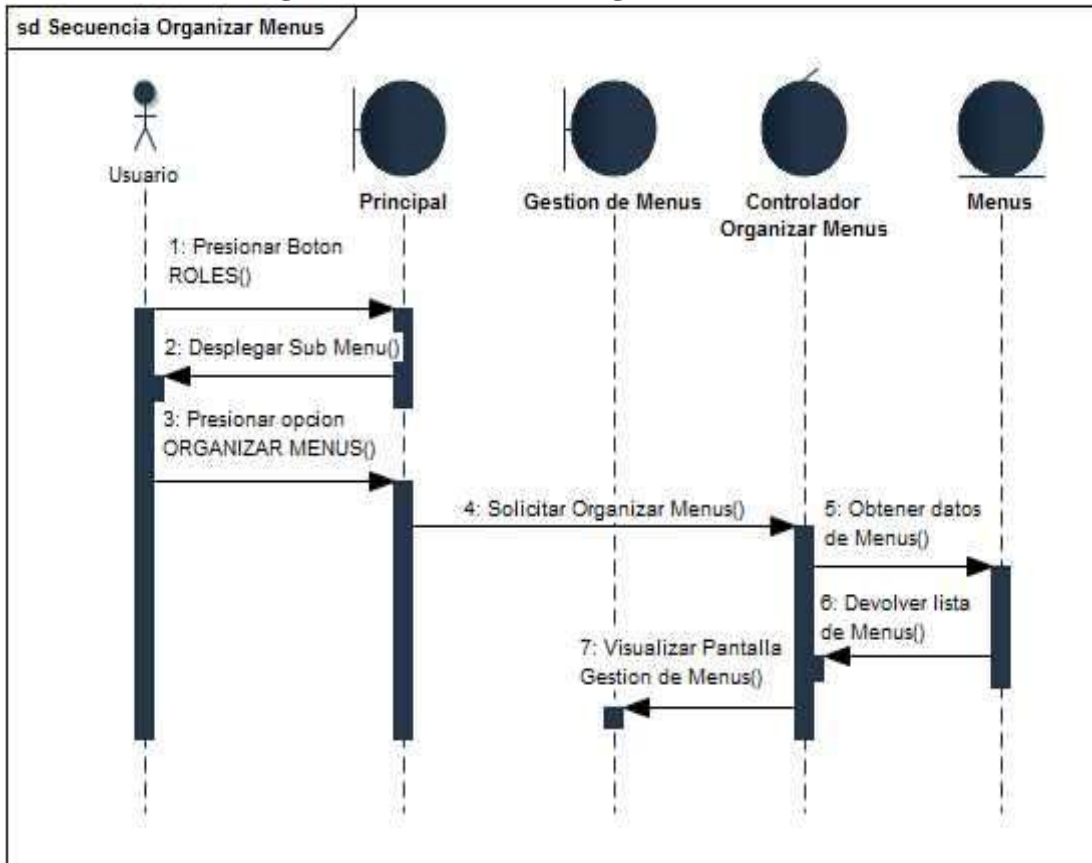 sd Secuencia Organizar Menus
Usuario
Principal
Gestion de Menus
Controlador
Organizar Menus
Menus
1: Presionar Boton
ROLES()
2: Desplegar Sub Menu()
3: Presionar opcion
ORGANIZAR MENUS()
4: Solicitar Organizar Menus()
5: Obtener datos
de Menus()
6: Devolver lista
de Menus()
7: Visualizar Pantalla
Gestion de Menus()